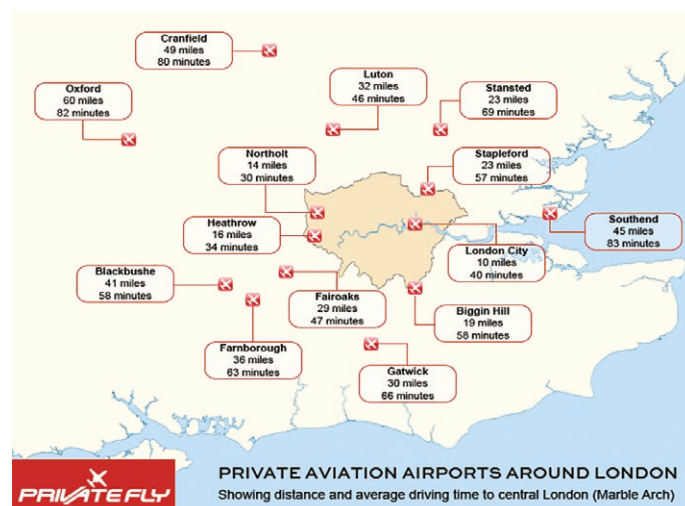 Cranfield
49 miles
80 minutes
Oxford
60 miles
82 minutes
Luton
32 miles
46 minutes
Stansted
23 miles
69 minutes
Northolt
14 miles
30 minutes
Stapleford
23 miles
57 minutes
Heathrow
16 miles
34 minutes
Southend
45 miles
83 minutes
London City
10 miles
40 minutes
Blackbushe
41 miles
58 minutes
Fairoaks
29 miles
47 minutes
Biggin Hill
19 miles
58 minutes
Farnborough
36 miles
63 minutes
Gatwick
30 miles
66 minutes
PRIVATEFLY
PRIVATE AVIATION AIRPORTS AROUND LONDON
Showing distance and average driving time to central London (Marble Arch)